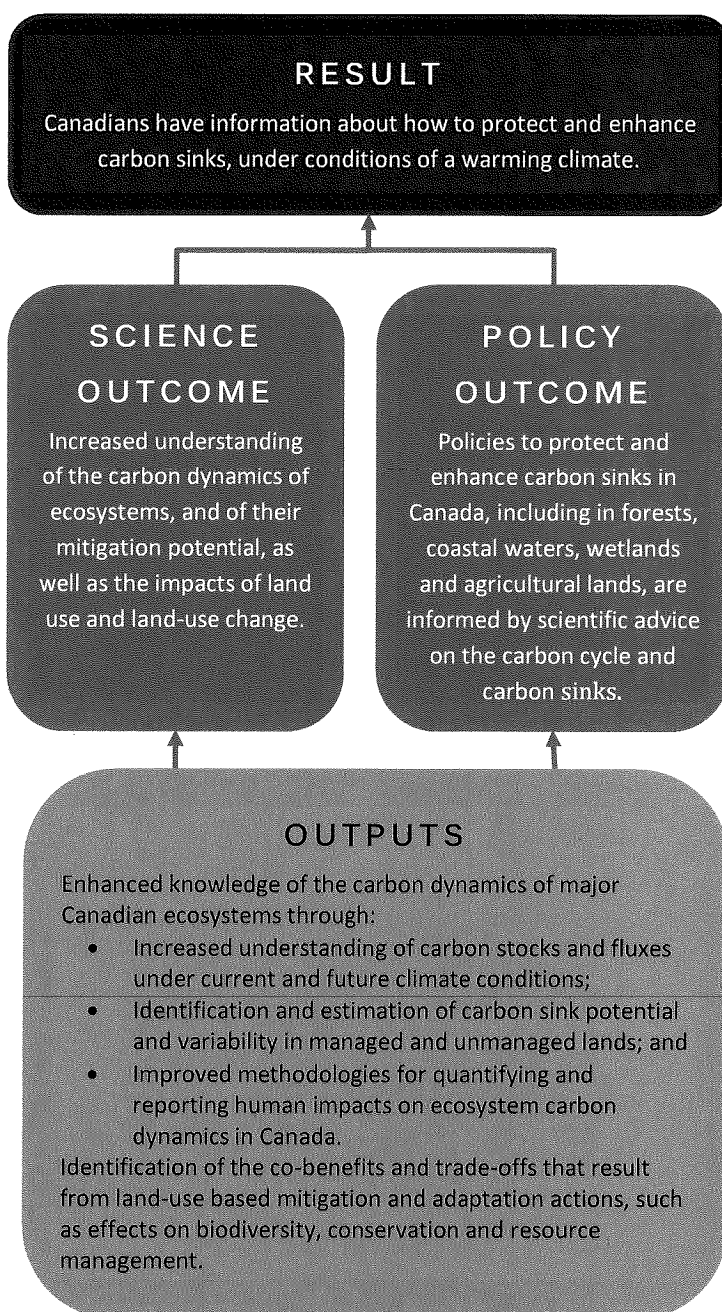 RESULT
Canadians have information about how to protect and enhance
carbon sinks, under conditions of a warming climate.
SCIENCE
OUTCOME
Increased understanding
of the carbon dynamics of
ecosystems, and of their
mitigation potential, as
well as the impacts of land
use and land-use change.
POLICY
OUTCOME
Policies to protect and
enhance carbon sinks in
Canada, including in forests,
coastal waters, wetlands
and agricultural lands, are
informed by scientific advice
on the carbon cycle and
carbon sinks.
OUTPUTS
Enhanced knowledge of the carbon dynamics of major
Canadian ecosystems through:
• Increased understanding of carbon stocks and fluxes
under current and future climate conditions;
• Identification and estimation of carbon sink potential
and variability in managed and unmanaged lands; and
• Improved methodologies for quantifying and
reporting human impacts on ecosystem carbon
dynamics in Canada.
Identification of the co-benefits and trade-offs that result
from land-use based mitigation and adaptation actions, such
as effects on biodiversity, conservation and resource
management.